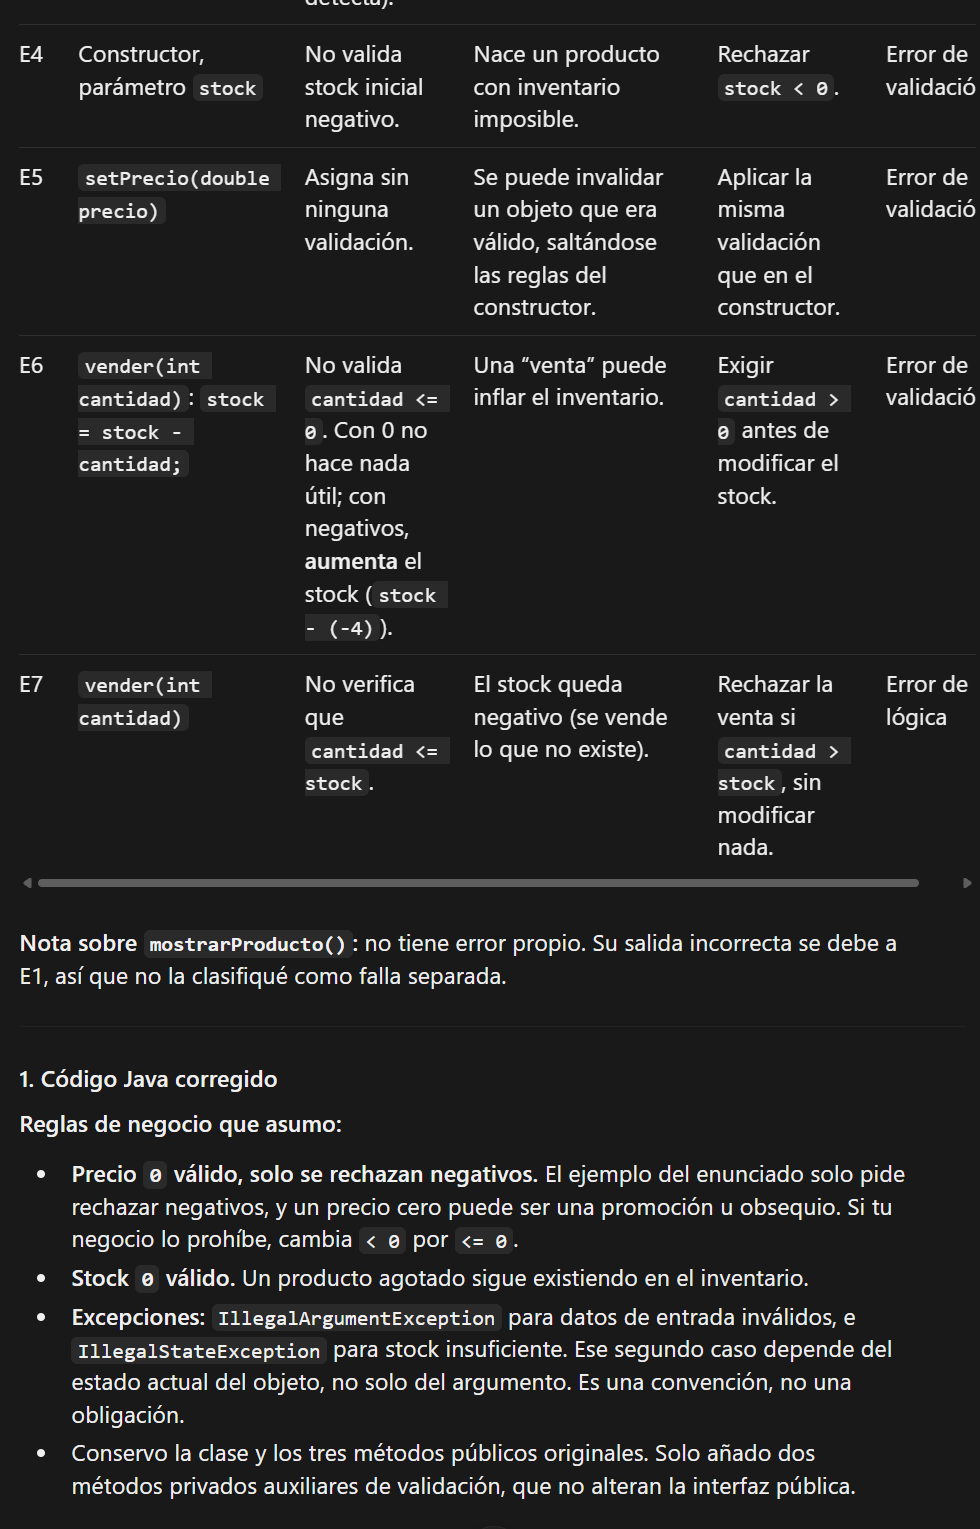 detecta).
E4 Constructor, No valida Nace un producto Rechazar Error de
parámetro stock stock inicial con inventario stock < 0. validació
negativo. imposible.
E5 setPrecio(double Asigna sin Se puede invalidar Aplicar la Error de
precio) ninguna un objeto que era misma validació
validación. válido, saltándose validación
las reglas del que en el
constructor. constructor.
E6 vender(int No valida Una “venta” puede Exigir Error de
cantidad): stock cantidad <= inflar el inventario. cantidad > validació
= stock - 0. Con 0 no 0 antes de
cantidad; hace nada modificar el
útil; con stock.
negativos,
aumenta el
stock (stock
- (-4)).
E7 vender(int No verifica El stock queda Rechazar la Error de
cantidad) que negativo (se vende venta si lógica
cantidad <= lo que no existe). cantidad >
stock. stock, sin
modificar
nada.
Nota sobre mostrarProducto(): no tiene error propio. Su salida incorrecta se debe a
E1, así que no la clasifiqué como falla separada.
1. Código Java corregido
Reglas de negocio que asumo:
• Precio 0 válido, solo se rechazan negativos. El ejemplo del enunciado solo pide
rechazar negativos, y un precio cero puede ser una promoción u obsequio. Si tu
negocio lo prohíbe, cambia < 0 por <= 0.
• Stock 0 válido. Un producto agotado sigue existiendo en el inventario.
• Excepciones: IllegalArgumentException para datos de entrada inválidos, e
IllegalStateException para stock insuficiente. Ese segundo caso depende del
estado actual del objeto, no solo del argumento. Es una convención, no una
obligación.
• Conservo la clase y los tres métodos públicos originales. Solo añado dos
métodos privados auxiliares de validación, que no alteran la interfaz pública.